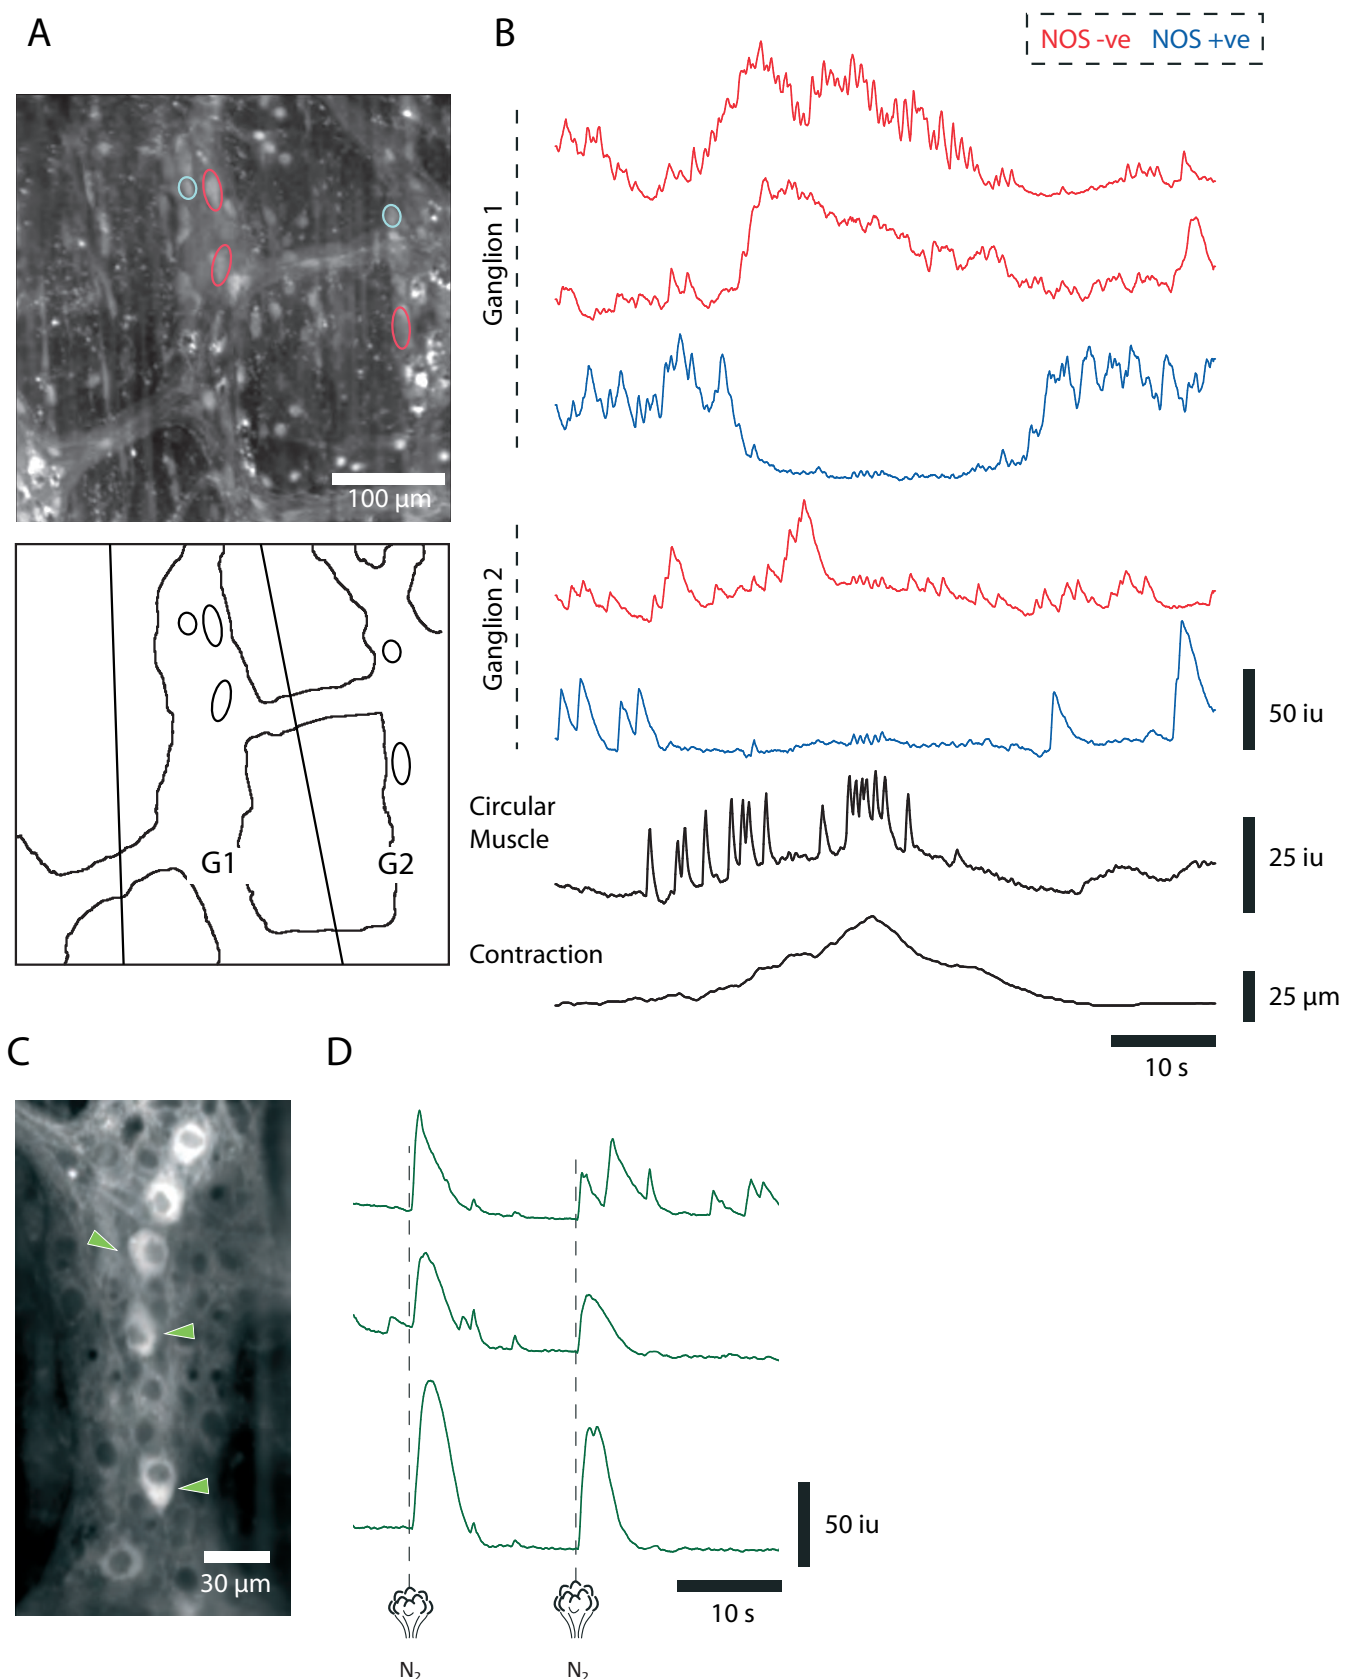 A
B
NOS -ve NOS +ve
Ganglion 1
100 µm
Ganglion 2
50 iu
G1
G2
Circular
Muscle
25 iu
Contraction
25 µm
10 s
C
D
30 µm
50 iu
10 s
N2
N2